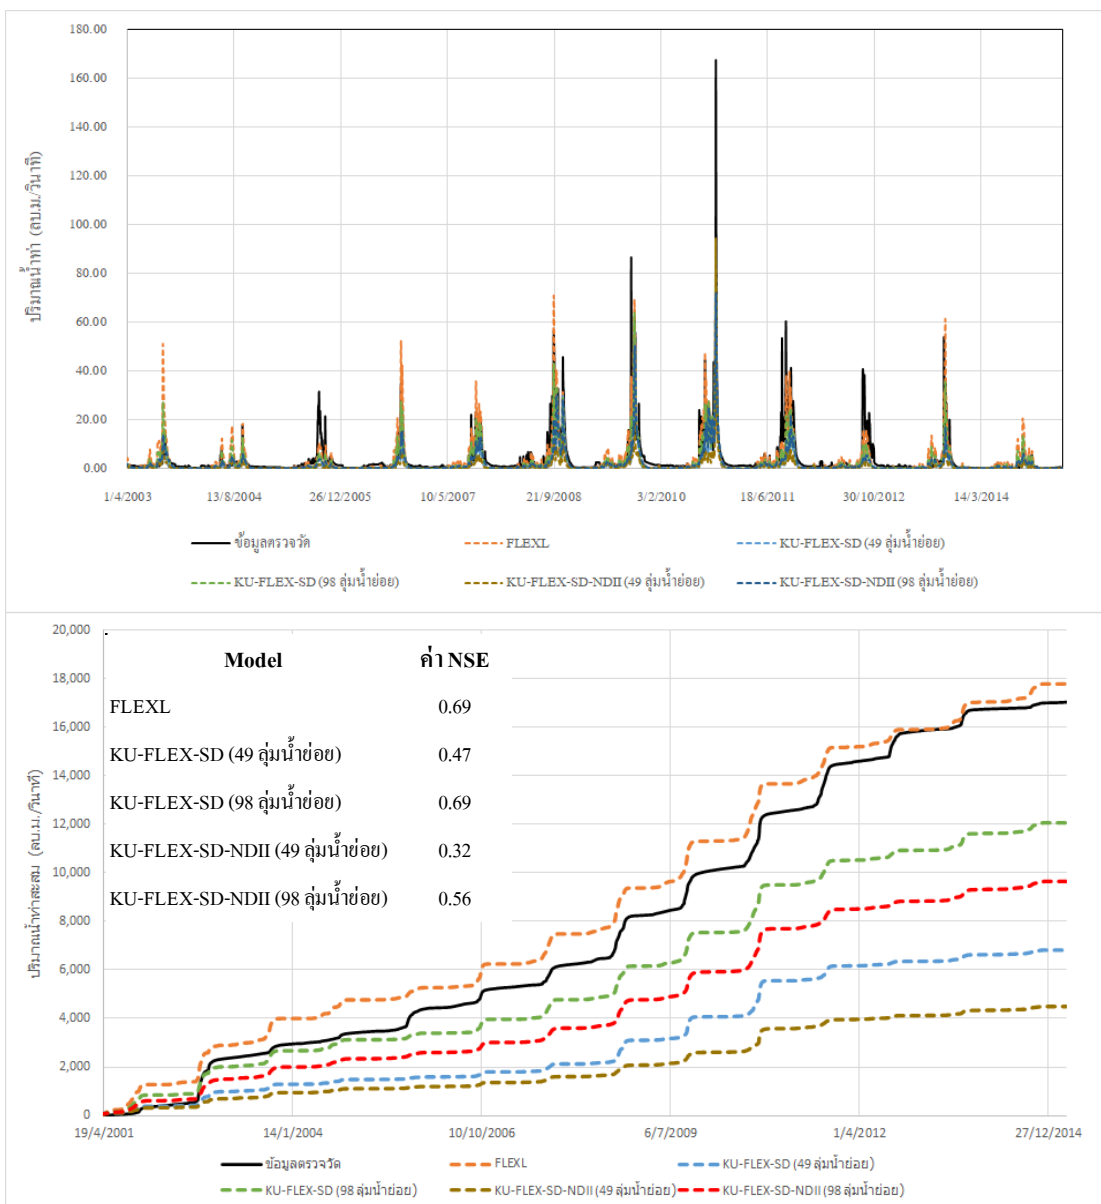 180.00
160.00
140.00
120.00
100.00
80.00
60.00
40.00
20.00
0.00
ปริมาณน้ำท่า (ลบ.ม./วินาที)
1/4/2003 13/8/2004 26/12/2005 10/5/2007 21/9/2008 3/2/2010 18/6/2011 30/10/2012 14/3/2014
ข้อมูลตรวจวัด FLEXL KU-FLEX-SD (49 ลุ่มน้ำย่อย)
KU-FLEX-SD (98 ลุ่มน้ำย่อย) KU-FLEX-SD-NDII (49 ลุ่มน้ำย่อย) KU-FLEX-SD-NDII (98 ลุ่มน้ำย่อย)
20,000
18,000
16,000
14,000
12,000
10,000
8,000
6,000
4,000
2,000
0
ปริมาณน้ำท่าสะสม (ลบ.ม./วินาที)
Model ค่า NSE
FLEXL 0.69
KU-FLEX-SD (49 ลุ่มน้ำย่อย) 0.47
KU-FLEX-SD (98 ลุ่มน้ำย่อย) 0.69
KU-FLEX-SD-NDII (49 ลุ่มน้ำย่อย) 0.32
KU-FLEX-SD-NDII (98 ลุ่มน้ำย่อย) 0.56
19/4/2001 14/1/2004 10/10/2006 6/7/2009 1/4/2012 27/12/2014
ข้อมูลตรวจวัด FLEXL KU-FLEX-SD (49 ลุ่มน้ำย่อย)
KU-FLEX-SD (98 ลุ่มน้ำย่อย) KU-FLEX-SD-NDII (49 ลุ่มน้ำย่อย) KU-FLEX-SD-NDII (98 ลุ่มน้ำย่อย)